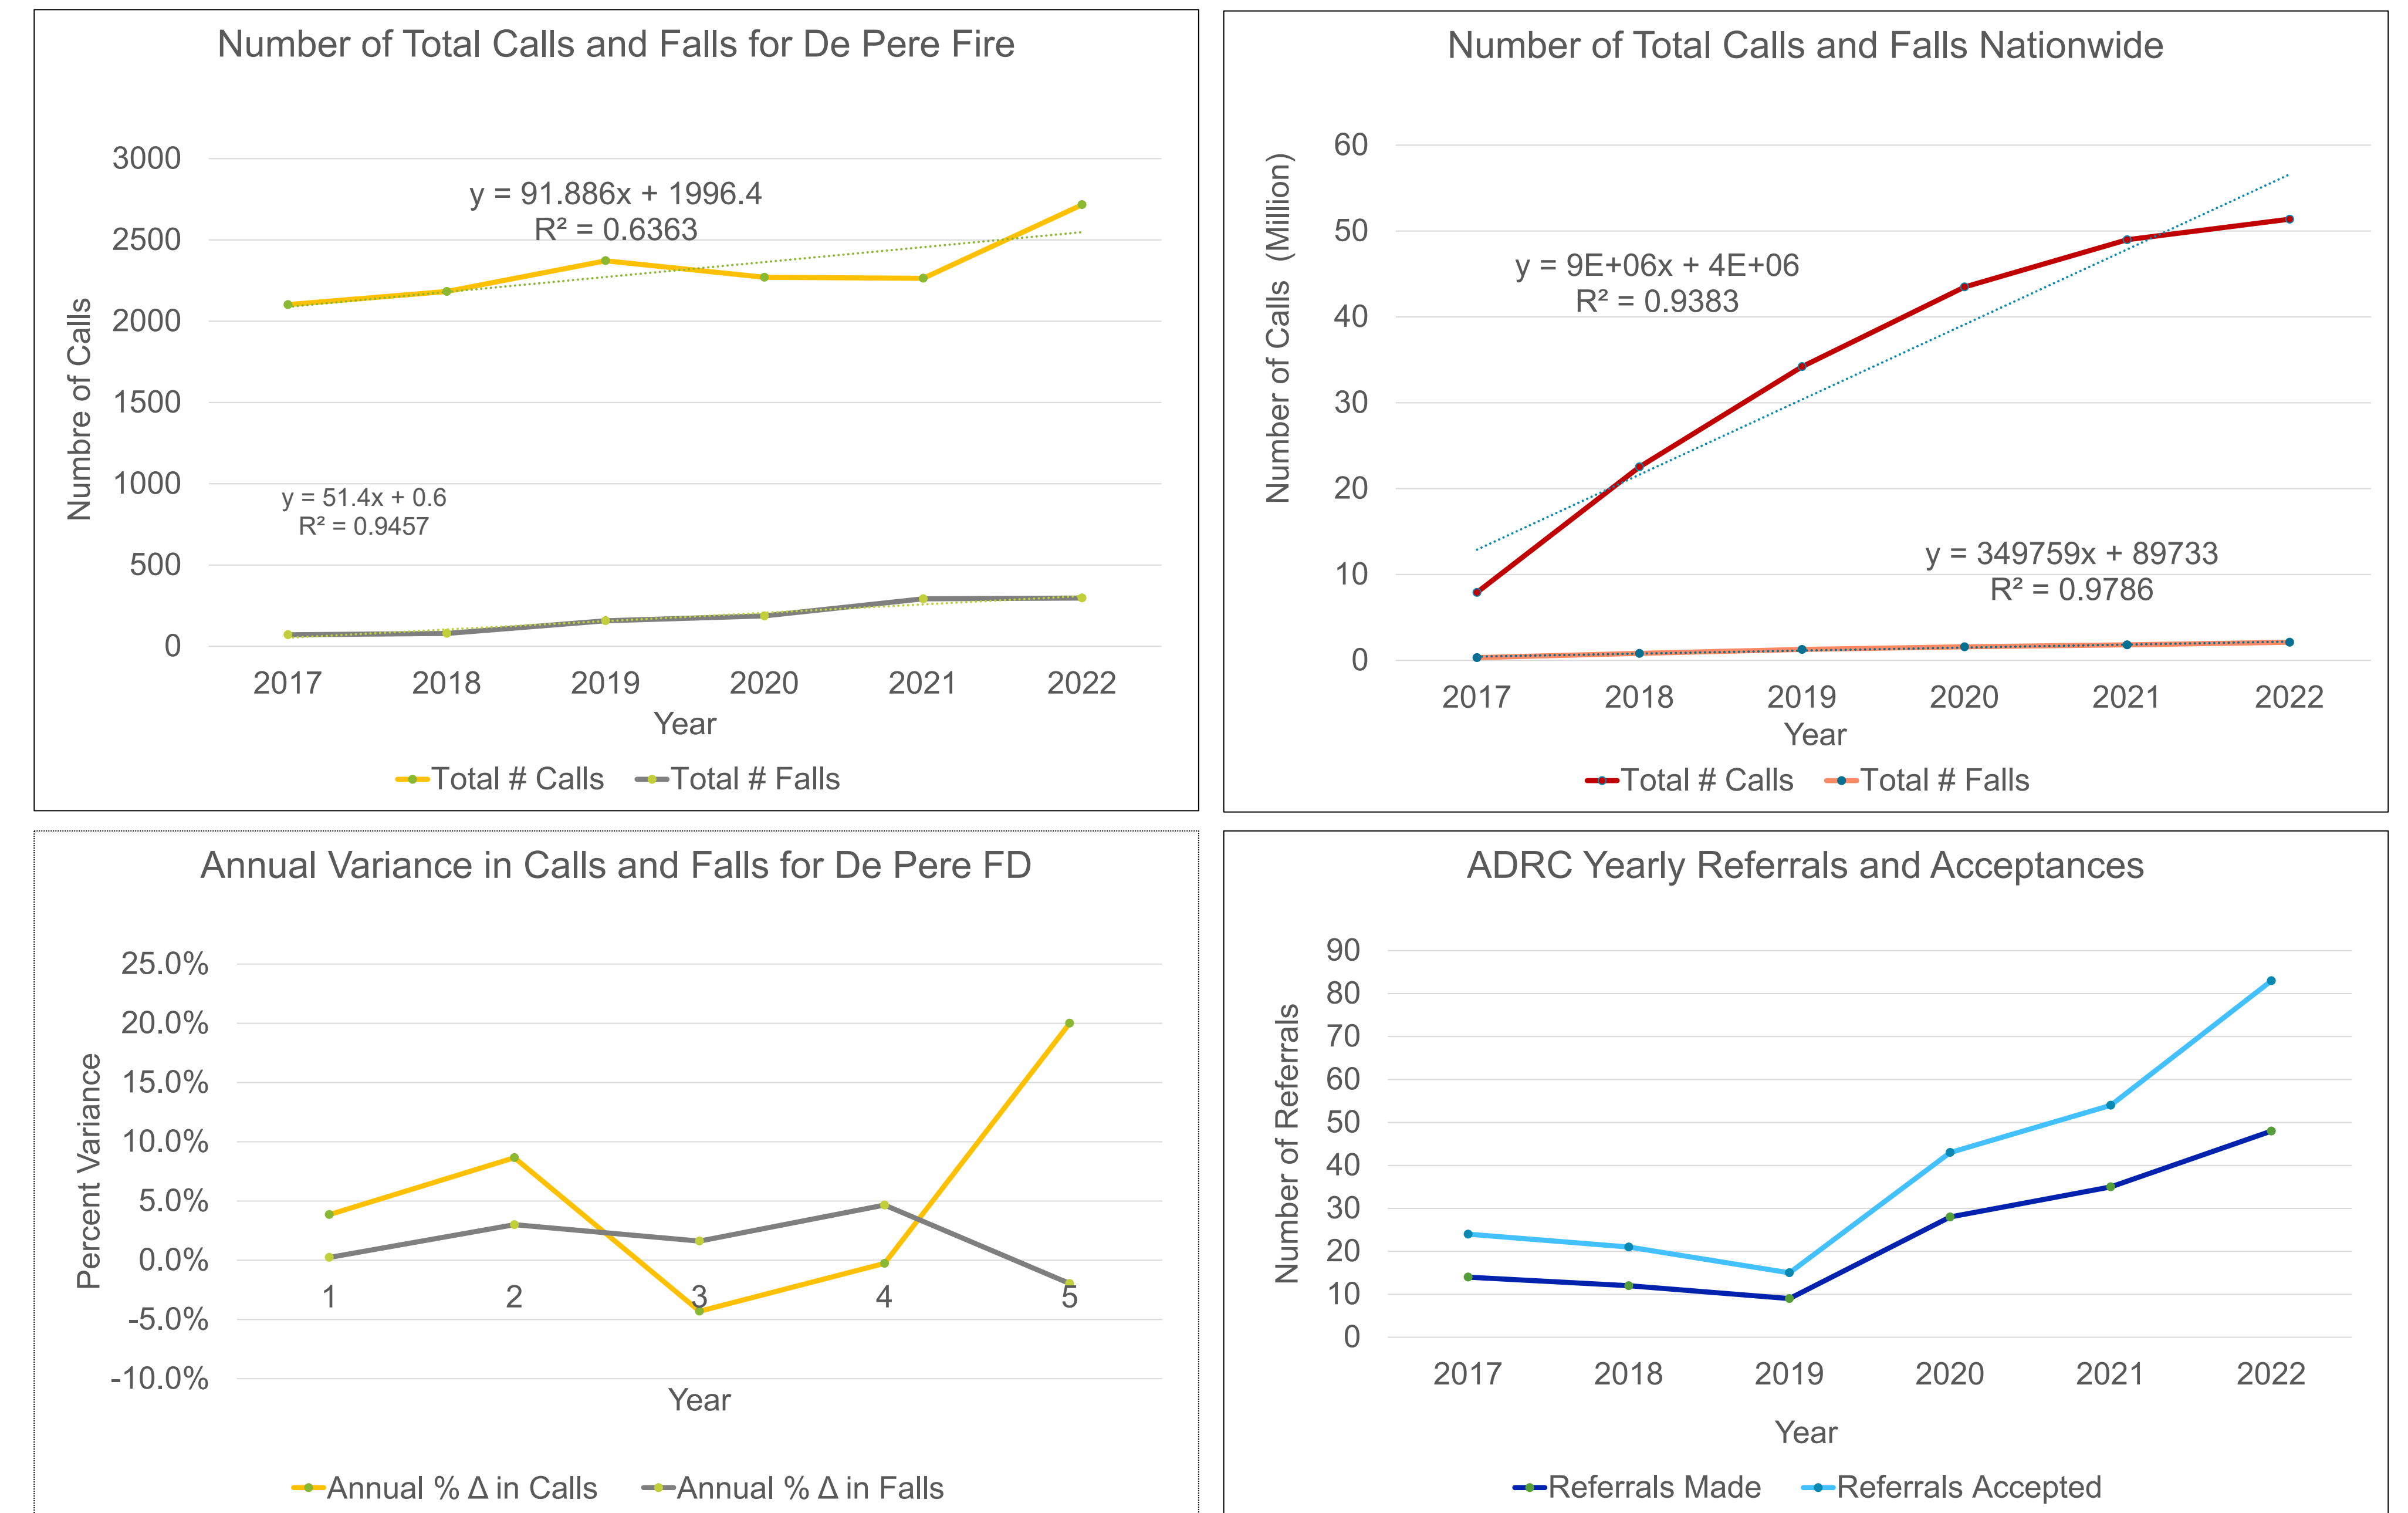 Number of Total Calls and Falls for De Pere Fire
3000
2500
2000
1500
1000
500
0
Numbre of Calls
y = 91.886x + 1996.4
R² = 0.6363
y = 51.4x + 0.6
R² = 0.9457
2017 2018 2019 2020 2021 2022
Year
Total # Calls Total # Falls
Number of Total Calls and Falls Nationwide
60
50
40
30
20
10
0
Number of Calls (Million)
y = 9E+06x + 4E+06
R² = 0.9383
y = 349759x + 89733
R² = 0.9786
2017 2018 2019 2020 2021 2022
Year
Total # Calls Total # Falls
Annual Variance in Calls and Falls for De Pere FD
25.0%
20.0%
15.0%
10.0%
5.0%
0.0%
-5.0%
-10.0%
Percent Variance
1 2 3 4 5
Year
Annual % Δ in Calls Annual % Δ in Falls
ADRC Yearly Referrals and Acceptances
90
80
70
60
50
40
30
20
10
0
Number of Referrals
2017 2018 2019 2020 2021 2022
Year
Referrals Made Referrals Accepted